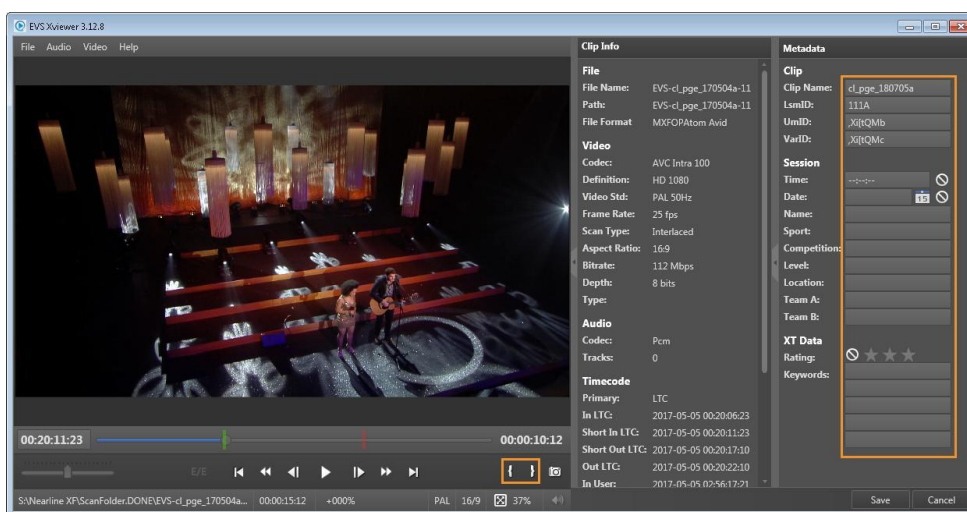 EVS Xviewer 3.12.8
File Audio Video Help
Clip Info
File
File Name: EVS-cl_pge_170504a-11
Path: EVS-cl_pge_170504a-11
File Format MXFOPAtom Avid
Video
Codec: AVC Intra 100
Definition: HD 1080
Video Std: PAL 50Hz
Frame Rate: 25 fps
Scan Type: Interlaced
Aspect Ratio: 16:9
Bitrate: 112 Mbps
Depth: 8 bits
Type:
Audio
Codec: Pcm
Tracks: 0
Timecode
Primary: LTC
In LTC: 2017-05-05 00:20:06:23
Short In LTC: 2017-05-05 00:20:11:23
Short Out LTC: 2017-05-05 00:20:17:10
Out LTC: 2017-05-05 00:20:22:10
In User: 2017-05-05 02:56:17:21
Metadata
Clip
Clip Name: cl_pge_180705a
LsmID: 111A
UmID: ,Xi[tQMb
VarID: ,Xi[tQMc
Session
Time: --:--:--
Date: 15
Name:
Sport:
Competition:
Level:
Location:
Team A:
Team B:
XT Data
Rating:
Keywords:
Save Cancel
00:20:11:23 00:00:10:12
E/E { }
S:\Nearline XF\ScanFolder.DONE\EVS-cl_pge_170504a... 00:00:15:12 +000% PAL 16/9 37%